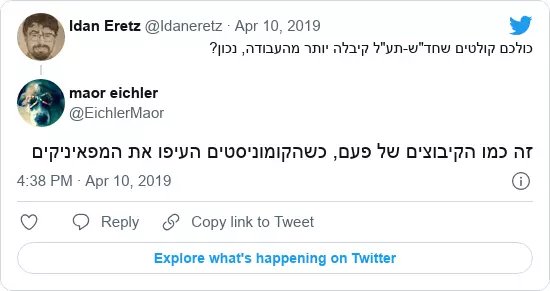 Idan Eretz @Idaneretz · Apr 10, 2019
כולכם קולטים שחד"ש-תע"ל קיבלה יותר מהעבודה, נכון?
maor eichler
@EichlerMaor
זה כמו הקיבוצים של פעם, כשהקומוניסטים העיפו את המפאיניקים
4:38 PM · Apr 10, 2019
Reply
Copy link to Tweet
Explore what's happening on Twitter